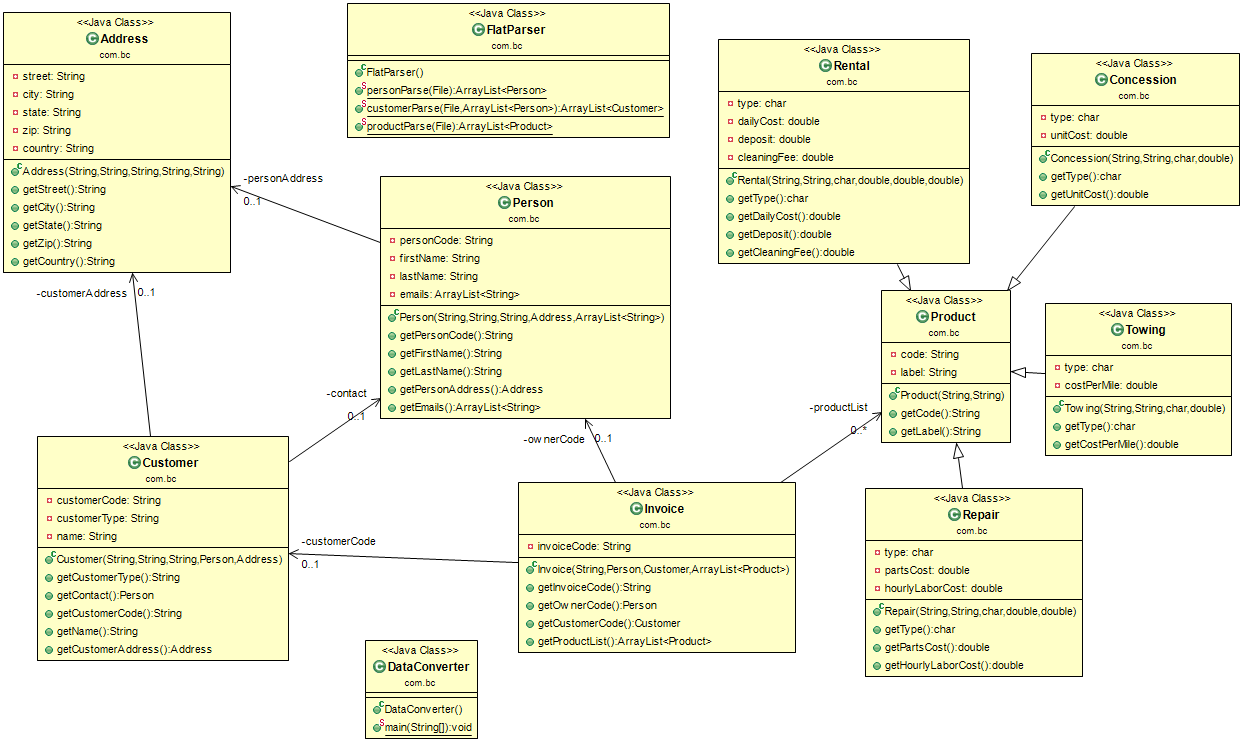 <<Java Class>>
Address
com.bc
street: String
city: String
state: String
zip: String
country: String
Address(String,String,String,String,String)
getStreet():String
getCity():String
getState():String
getZip():String
getCountry():String
<<Java Class>>
FlatParser
com.bc
FlatParser()
personParse(File):ArrayList<Person>
customerParse(File,ArrayList<Person>):ArrayList<Customer>
productParse(File):ArrayList<Product>
<<Java Class>>
Rental
com.bc
type: char
dailyCost: double
deposit: double
cleaningFee: double
Rental(String,String,char,double,double,double)
getType():char
getDailyCost():double
getDeposit():double
getCleaningFee():double
<<Java Class>>
Concession
com.bc
type: char
unitCost: double
Concession(String,String,char,double)
getType():char
getUnitCost():double
-personAddress
0..1
<<Java Class>>
Person
com.bc
personCode: String
firstName: String
lastName: String
emails: ArrayList<String>
Person(String,String,String,Address,ArrayList<String>)
getPersonCode():String
getFirstName():String
getLastName():String
getPersonAddress():Address
getEmails():ArrayList<String>
-customerAddress
0..1
<<Java Class>>
Product
com.bc
code: String
label: String
Product(String,String)
getCode():String
getLabel():String
<<Java Class>>
Towing
com.bc
type: char
costPerMile: double
Towing(String,String,char,double)
getType():char
getCostPerMile():double
-contact
0..1
-productList
0..*
-ownerCode
0..1
<<Java Class>>
Customer
com.bc
customerCode: String
customerType: String
name: String
Customer(String,String,String,Person,Address)
getCustomerType():String
getContact():Person
getCustomerCode():String
getName():String
getCustomerAddress():Address
-customerCode
0..1
<<Java Class>>
Invoice
com.bc
invoiceCode: String
Invoice(String,Person,Customer,ArrayList<Product>)
getInvoiceCode():String
getOwnerCode():Person
getCustomerCode():Customer
getProductList():ArrayList<Product>
<<Java Class>>
Repair
com.bc
type: char
partsCost: double
hourlyLaborCost: double
Repair(String,String,char,double,double)
getType():char
getPartsCost():double
getHourlyLaborCost():double
<<Java Class>>
DataConverter
com.bc
DataConverter()
main(String[]):void